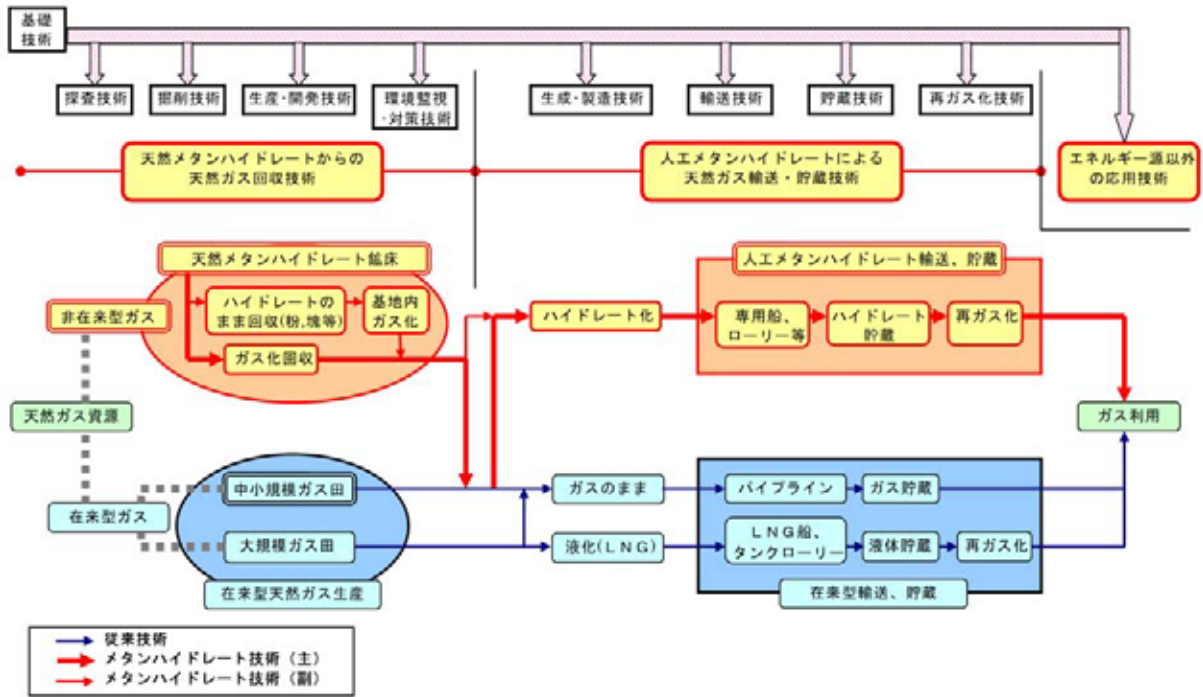 基礎
技術
探査技術
掘削技術
生産・開発技術
環境監視
・対策技術
生成・製造技術
輸送技術
貯蔵技術
再ガス化技術
天然メタンハイドレートからの
天然ガス回収技術
人工メタンハイドレートによる
天然ガス輸送・貯蔵技術
エネルギー源以外
の応用技術
天然メタンハイドレート鉱床
人工メタンハイドレート輸送、貯蔵
非在来型ガス
ハイドレートの
まま回収(粉,塊等)
基地内
ガス化
ガス化回収
ハイドレート化
専用船、
ローリー等
ハイドレート
貯蔵
再ガス化
天然ガス資源
ガス利用
在来型ガス
中小規模ガス田
大規模ガス田
在来型天然ガス生産
ガスのまま
パイプライン
ガス貯蔵
液化(LNG)
LNG船、
タンクローリー
液体貯蔵
再ガス化
在来型輸送、貯蔵
従来技術
メタンハイドレート技術(主)
メタンハイドレート技術(副)